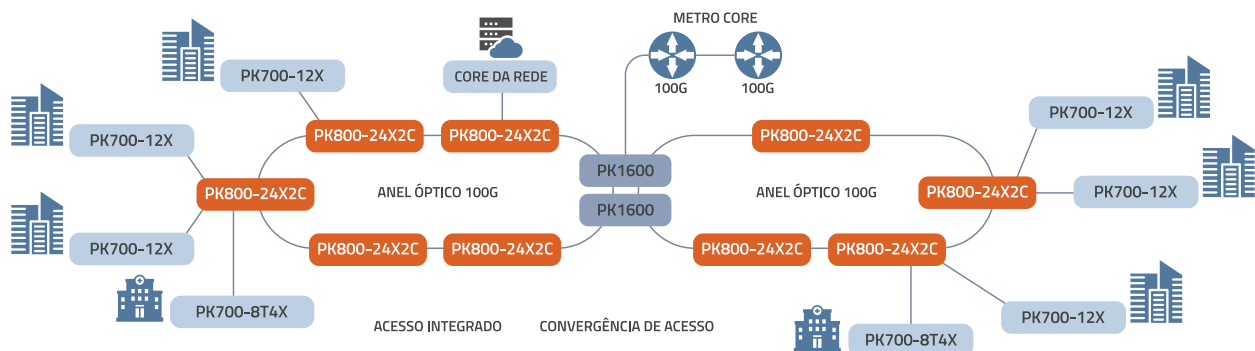 METRO CORE
PK700-12X
CORE DA REDE
100G
100G
PK700-12X
PK700-12X
PK800-24X2C
PK800-24X2C
PK800-24X2C
PK1600
PK800-24X2C
ANEL ÓPTICO 100G
ANEL ÓPTICO 100G
PK800-24X2C
PK700-12X
PK1600
PK700-12X
PK800-24X2C
PK800-24X2C
PK800-24X2C
PK800-24X2C
PK700-8T4X
PK700-12X
ACESSO INTEGRADO
CONVERGÊNCIA DE ACESSO
PK700-8T4X